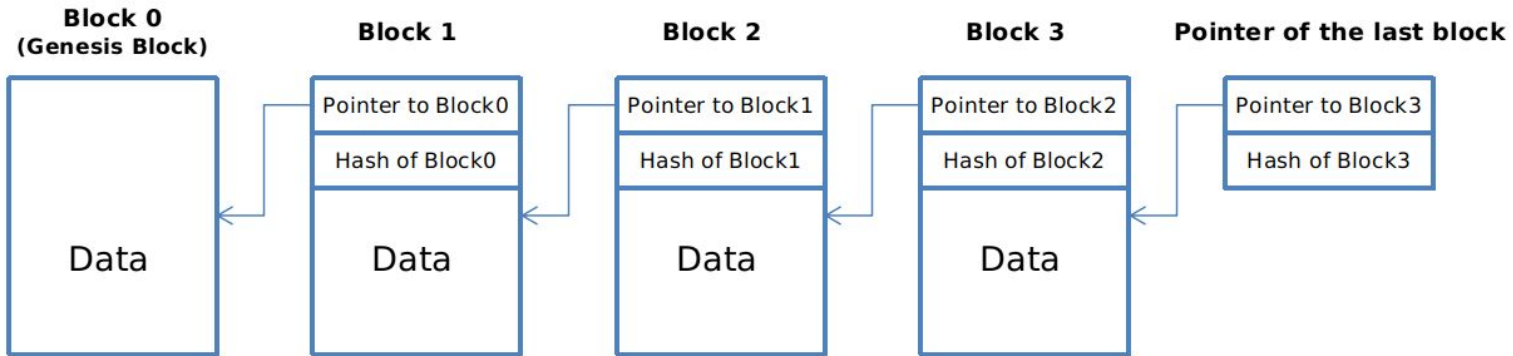 Block 0
(Genesis Block)
Block 1
Block 2
Block 3
Pointer of the last block
Data
Pointer to Block0
Hash of Block0
Data
Pointer to Block1
Hash of Block1
Data
Pointer to Block2
Hash of Block2
Data
Pointer to Block3
Hash of Block3